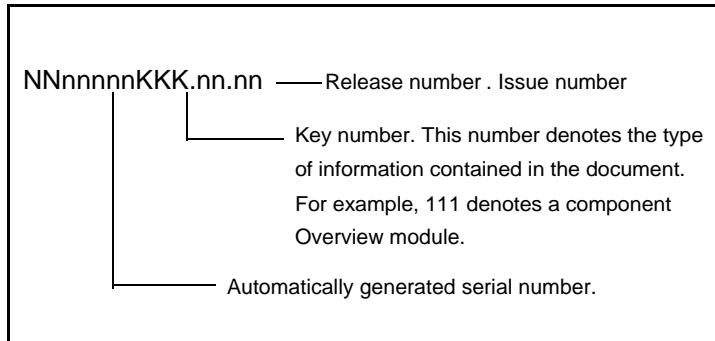 NNnnnnnKKK.nn.nn
Release number . Issue number
Key number. This number denotes the type
of information contained in the document.
For example, 111 denotes a component
Overview module.
Automatically generated serial number.